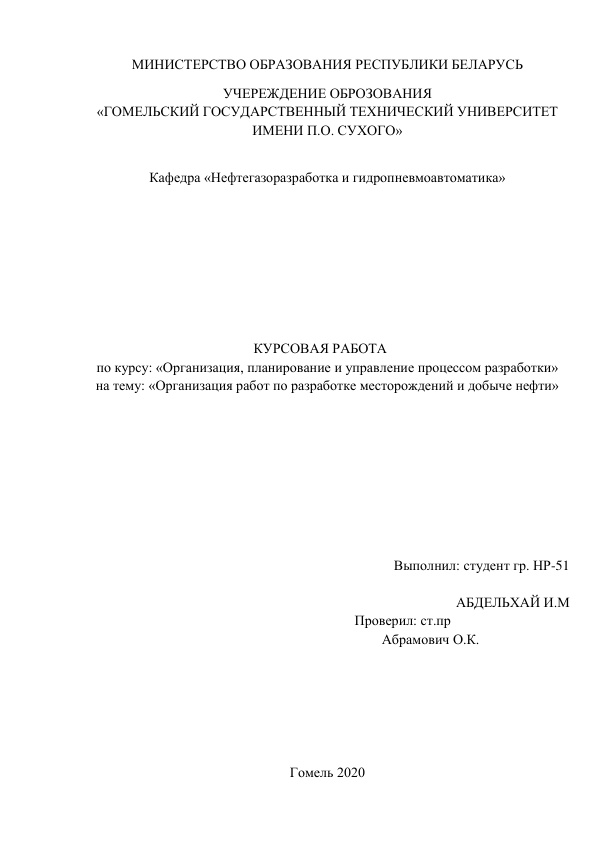 МИНИСТЕРСТВО ОБРАЗОВАНИЯ РЕСПУБЛИКИ БЕЛАРУСЬ
УЧЕРЕЖДЕНИЕ ОБРОЗОВАНИЯ
«ГОМЕЛЬСКИЙ ГОСУДАРСТВЕННЫЙ ТЕХНИЧЕСКИЙ УНИВЕРСИТЕТ
ИМЕНИ П.О. СУХОГО»
Кафедра «Нефтегазоразработка и гидропневмоавтоматика»
КУРСОВАЯ РАБОТА
по курсу: «Организация, планирование и управление процессом разработки»
на тему: «Организация работ по разработке месторождений и добыче нефти»
Выполнил: студент гр. НР-51
АБДЕЛЬХАЙ И.М
Проверил: ст.пр
Абрамович О.К.
Гомель 2020